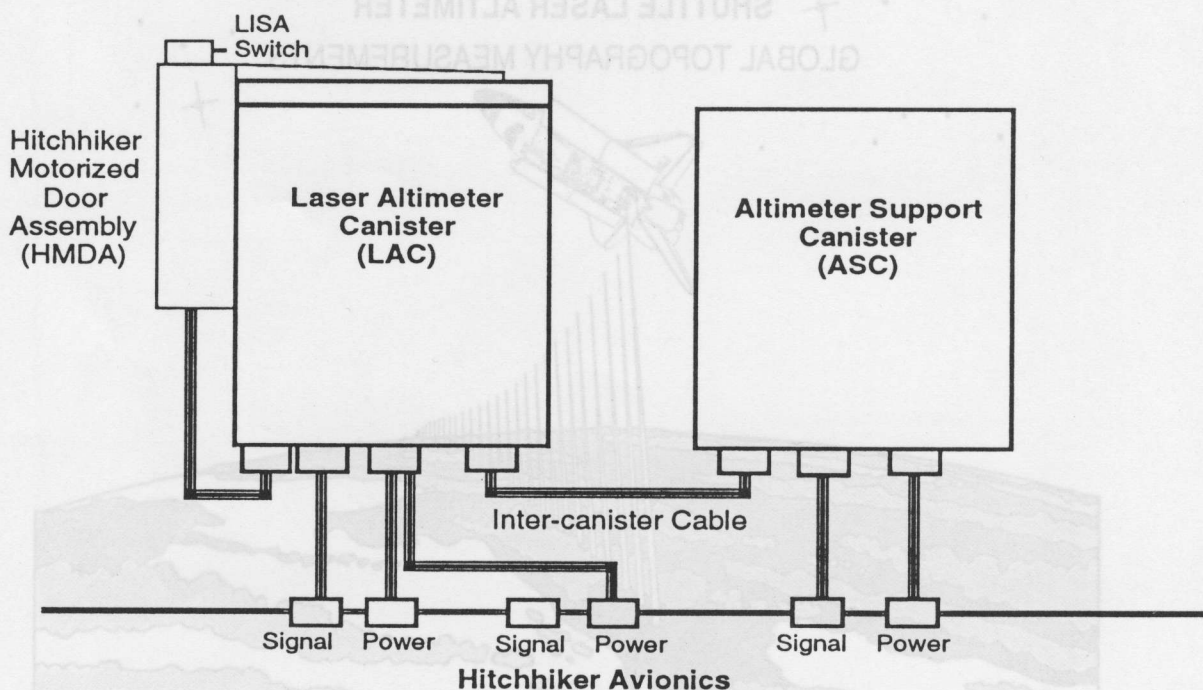 SHUTTLE LASER ALTIMETER
GLOBAL TOPOGRAPHY MEASUREMENT
LISA
Switch
Hitchhiker
Motorized
Door
Assembly
(HMDA)
Laser Altimeter
Canister
(LAC)
Altimeter Support
Canister
(ASC)
Inter-canister Cable
Signal
Power
Signal
Power
Signal
Power
Hitchhiker Avionics